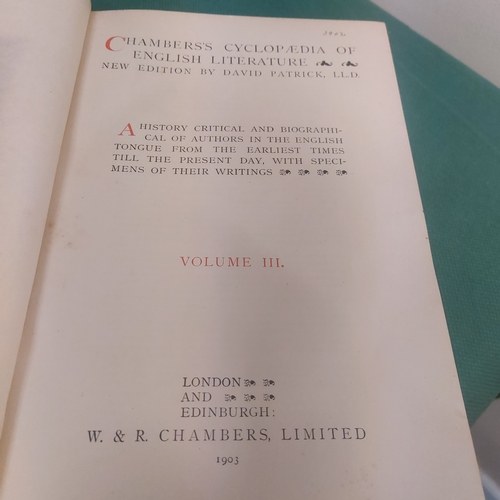 CHAMBERS'S CYCLOPÆDIA OF
ENGLISH LITERATURE
NEW EDITION BY DAVID PATRICK, LL.D.
A HISTORY CRITICAL AND BIOGRAPHI-
CAL OF AUTHORS IN THE ENGLISH
TONGUE FROM THE EARLIEST TIMES
TILL THE PRESENT DAY, WITH SPECI-
MENS OF THEIR WRITINGS
VOLUME III.
LONDON
AND
EDINBURGH:
W. & R. CHAMBERS, LIMITED
1903